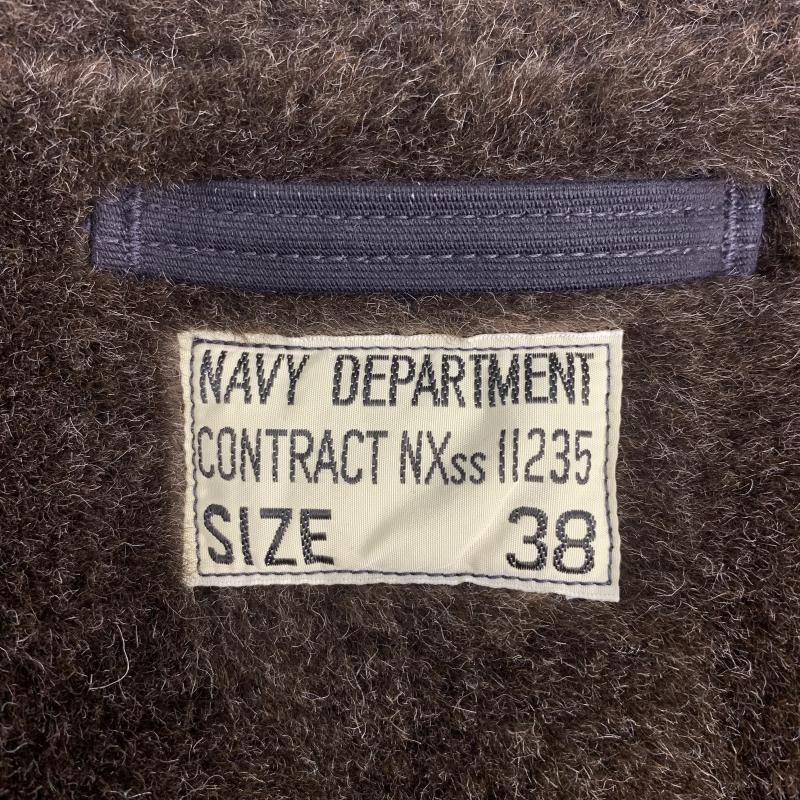 NAVY DEPARTMENT
CONTRACT NXss 11235
SIZE 38